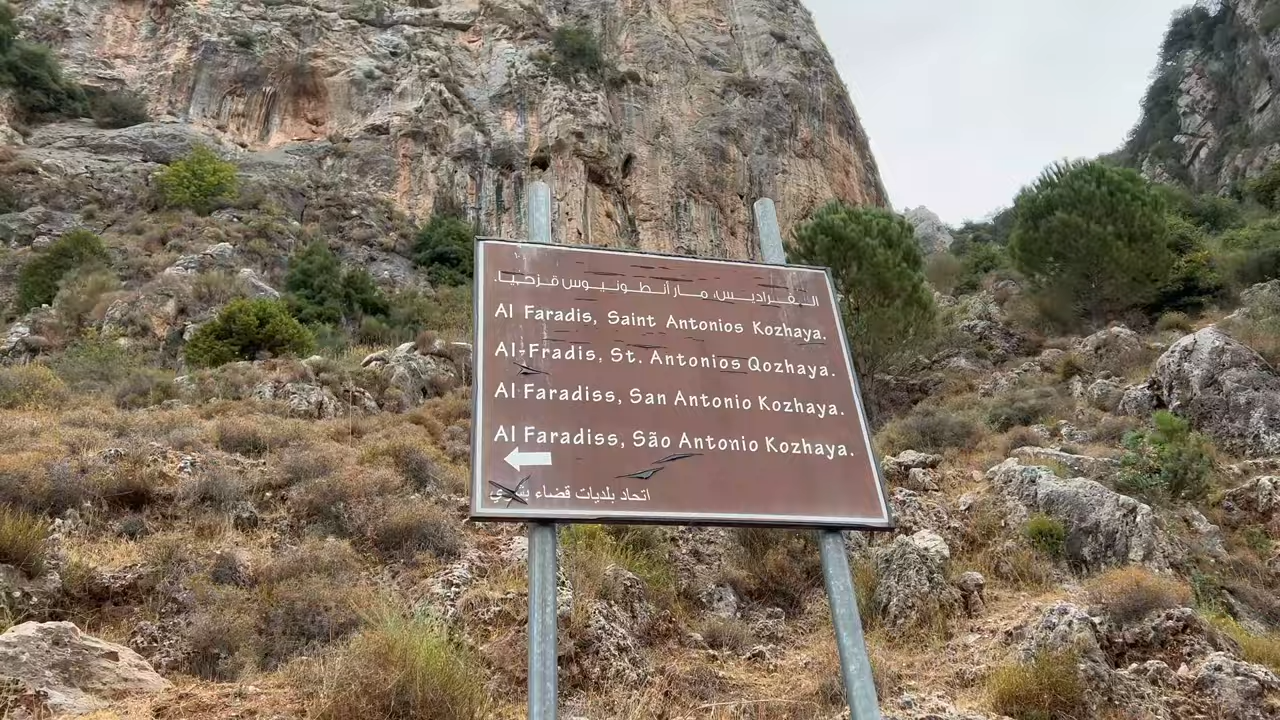 الفراديس، مار أنطونيوس قزحيا.
Al Faradis, Saint Antonios Kozhaya.
Al-Fradis, St. Antonios Qozhaya.
Al Faradiss, San Antonio Kozhaya.
Al Faradiss, São Antonio Kozhaya.
اتحاد بلديات قضاء بشري